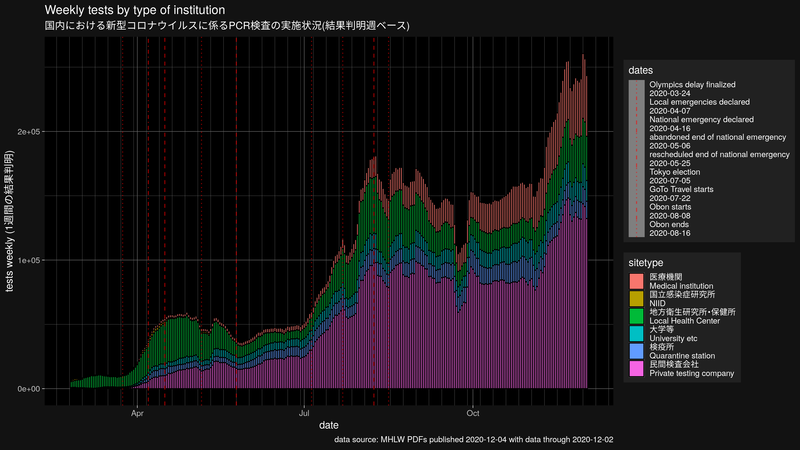 Weekly tests by type of institution
国内における新型コロナウイルスに係るPCR検査の実施状況(結果判明週ベース)
tests weekly (1週間の結果判明)
2e+05
1e+05
0e+00
Apr
Jul
Oct
date
data source: MHLW PDFs published 2020-12-04 with data through 2020-12-02
dates
Olympics delay finalized
2020-03-24
Local emergencies declared
2020-04-07
National emergency declared
2020-04-16
abandoned end of national emergency
2020-05-06
rescheduled end of national emergency
2020-05-25
Tokyo election
2020-07-05
GoTo Travel starts
2020-07-22
Obon starts
2020-08-08
Obon ends
2020-08-16
sitetype
医療機関
Medical institution
国立感染症研究所
NIID
地方衛生研究所・保健所
Local Health Center
大学等
University etc
検疫所
Quarantine station
民間検査会社
Private testing company